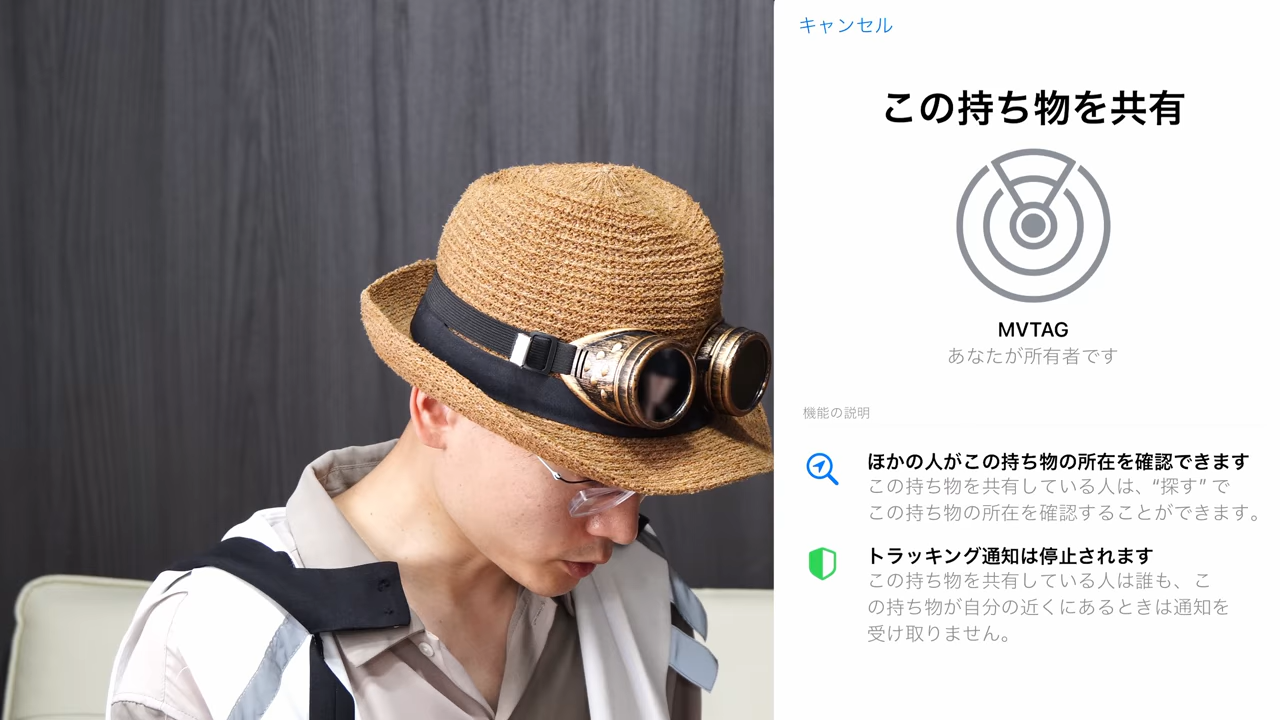 キャンセル
この持ち物を共有
MVTAG
あなたが所有者です
機能の説明
ほかの人がこの持ち物の所在を確認できます
この持ち物を共有している人は、“探す” で
この持ち物の所在を確認することができます。
トラッキング通知は停止されます
この持ち物を共有している人は誰も、こ
の持ち物が自分の近くにあるときは通知を
受け取りません。